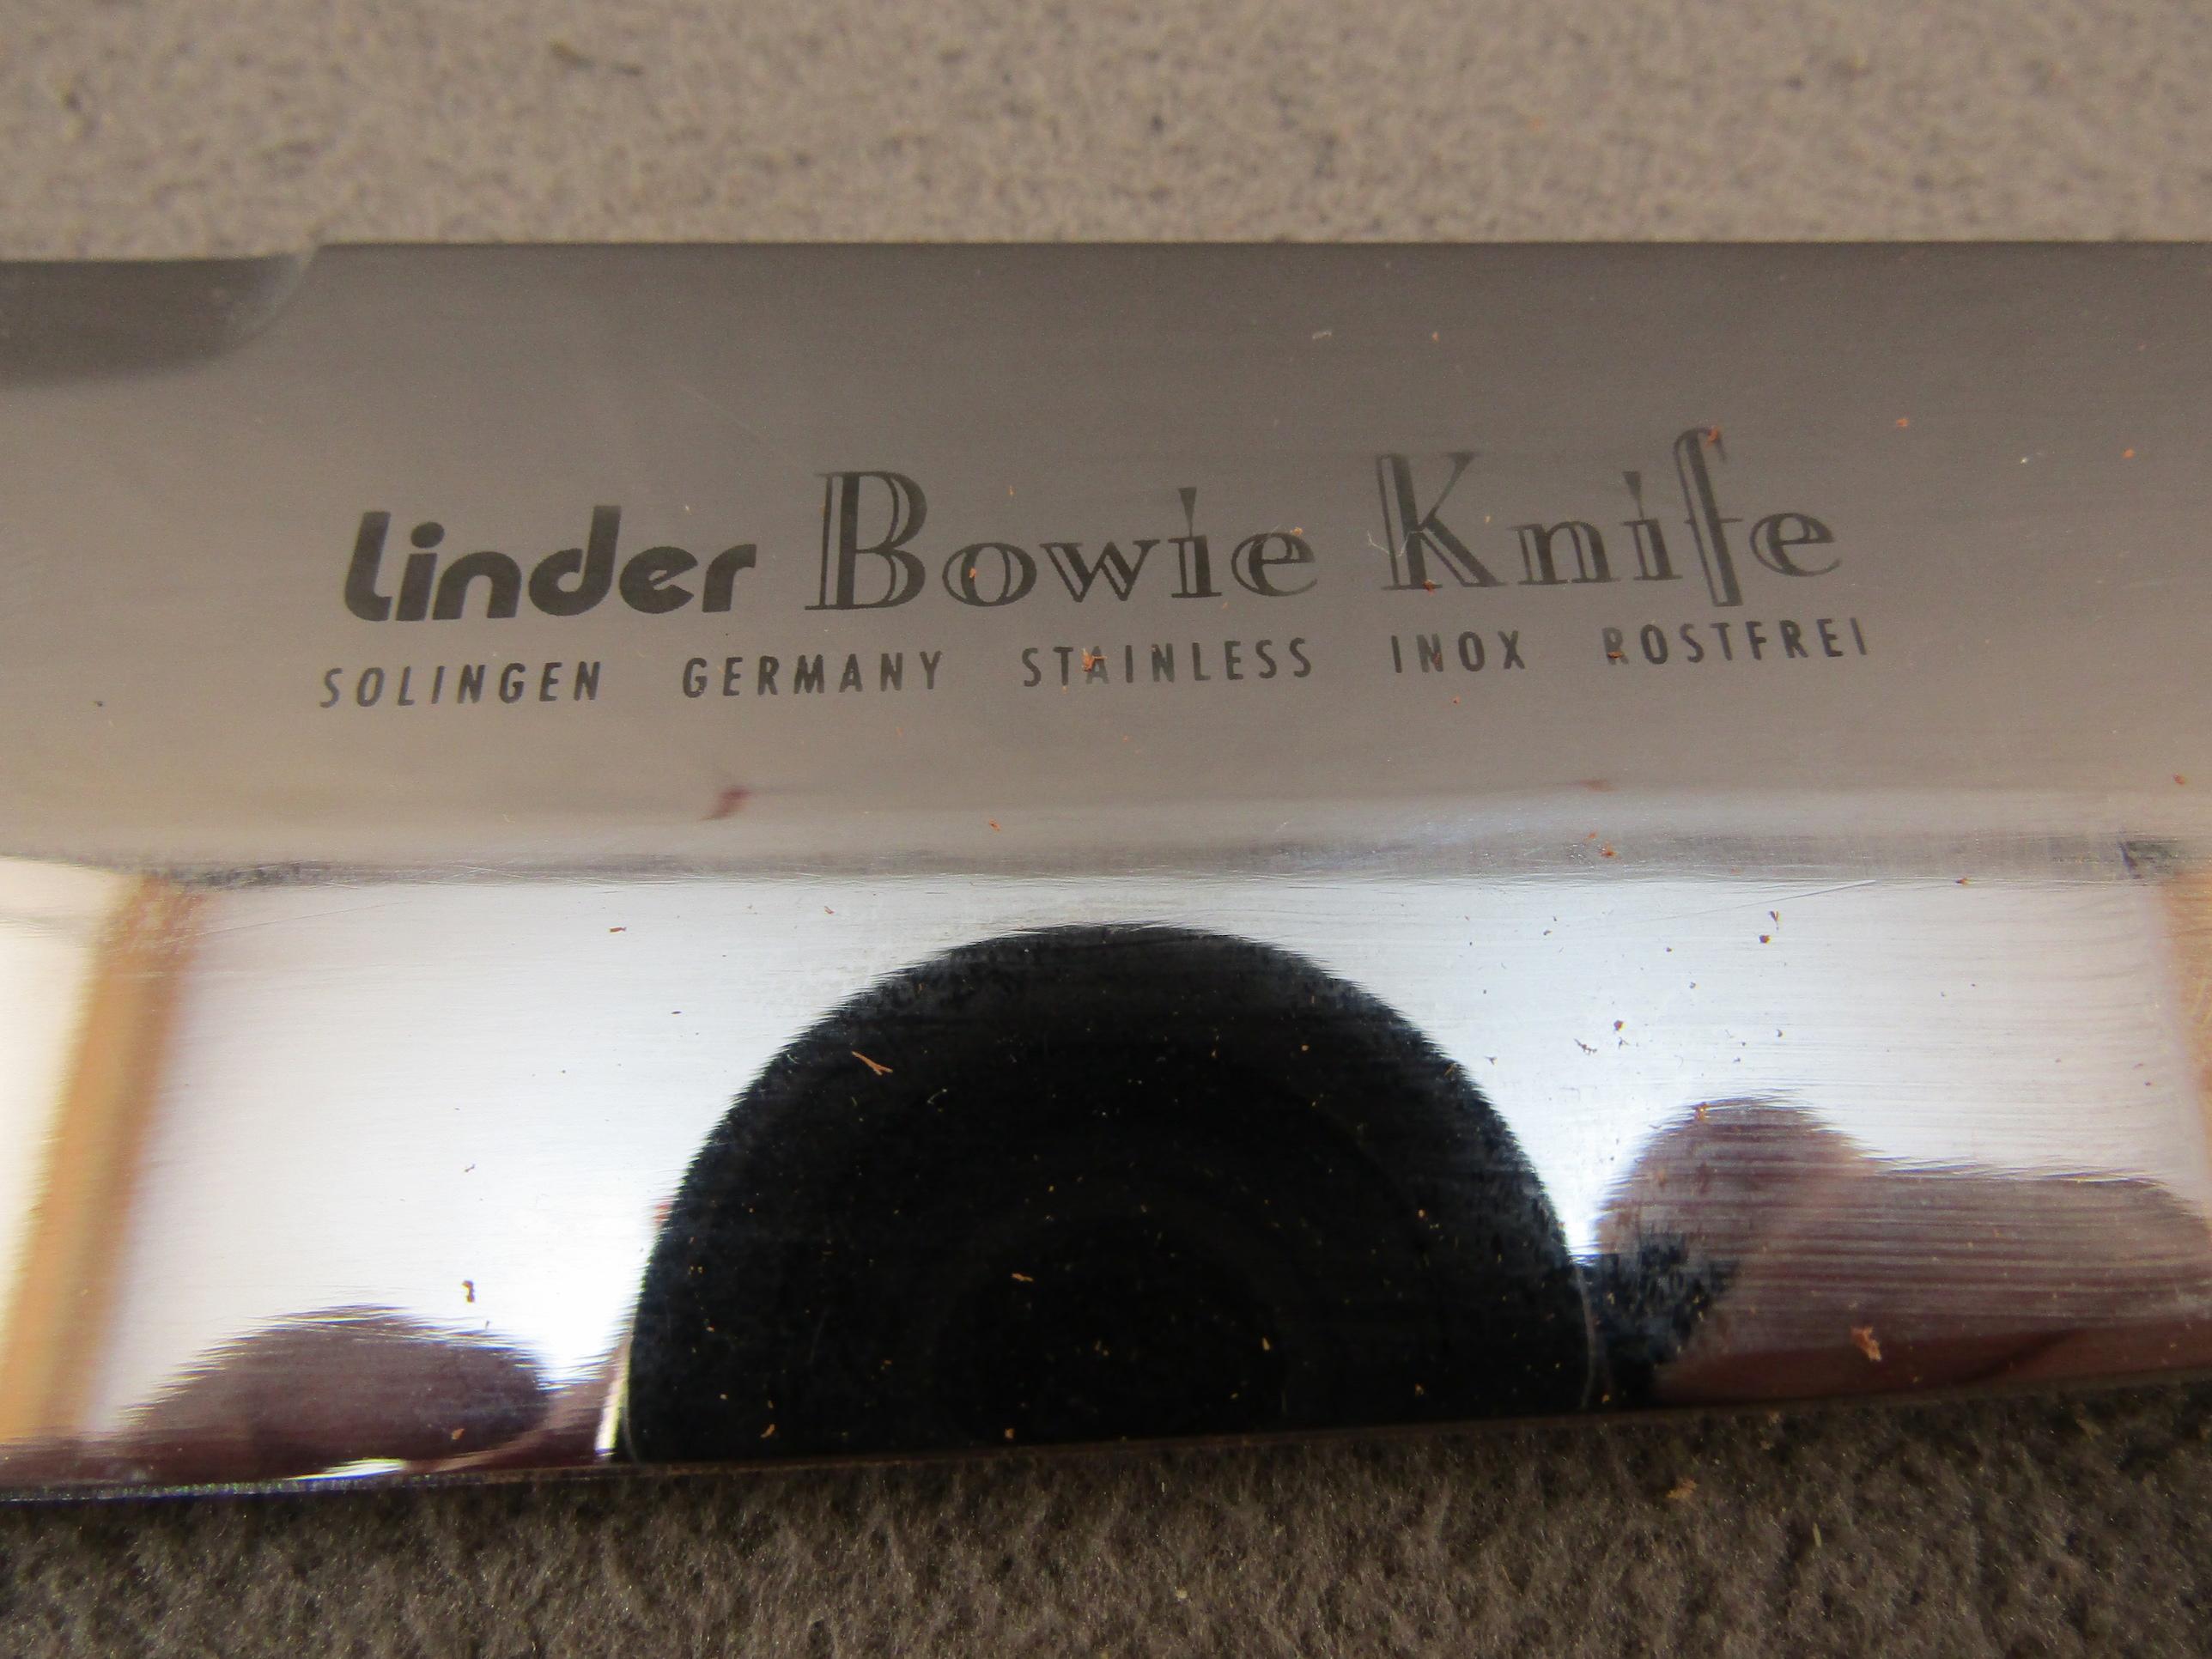 Linder Bowie Knife
SOLINGEN GERMANY STAINLESS INOX ROSTFREI